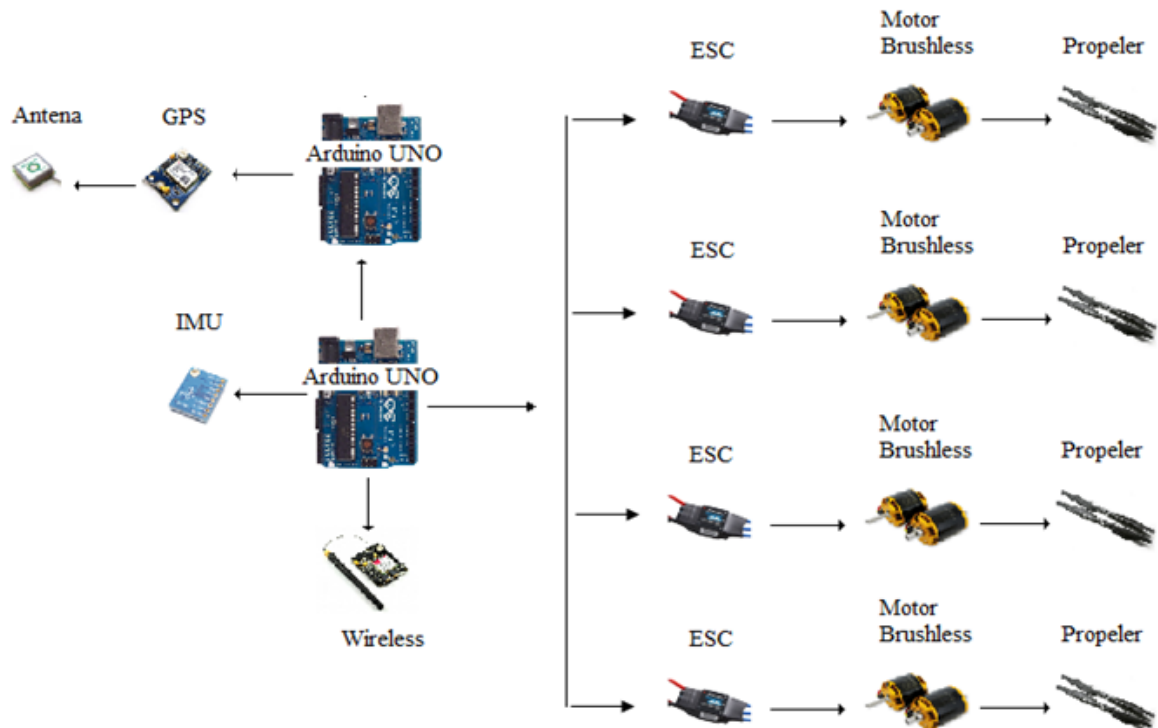 Motor
Brushless
ESC
Propeler
Antena
GPS
Arduino UNO
Motor
Brushless
ESC
Propeler
IMU
Arduino UNO
Motor
Brushless
ESC
Propeler
Wireless
Motor
Brushless
ESC
Propeler